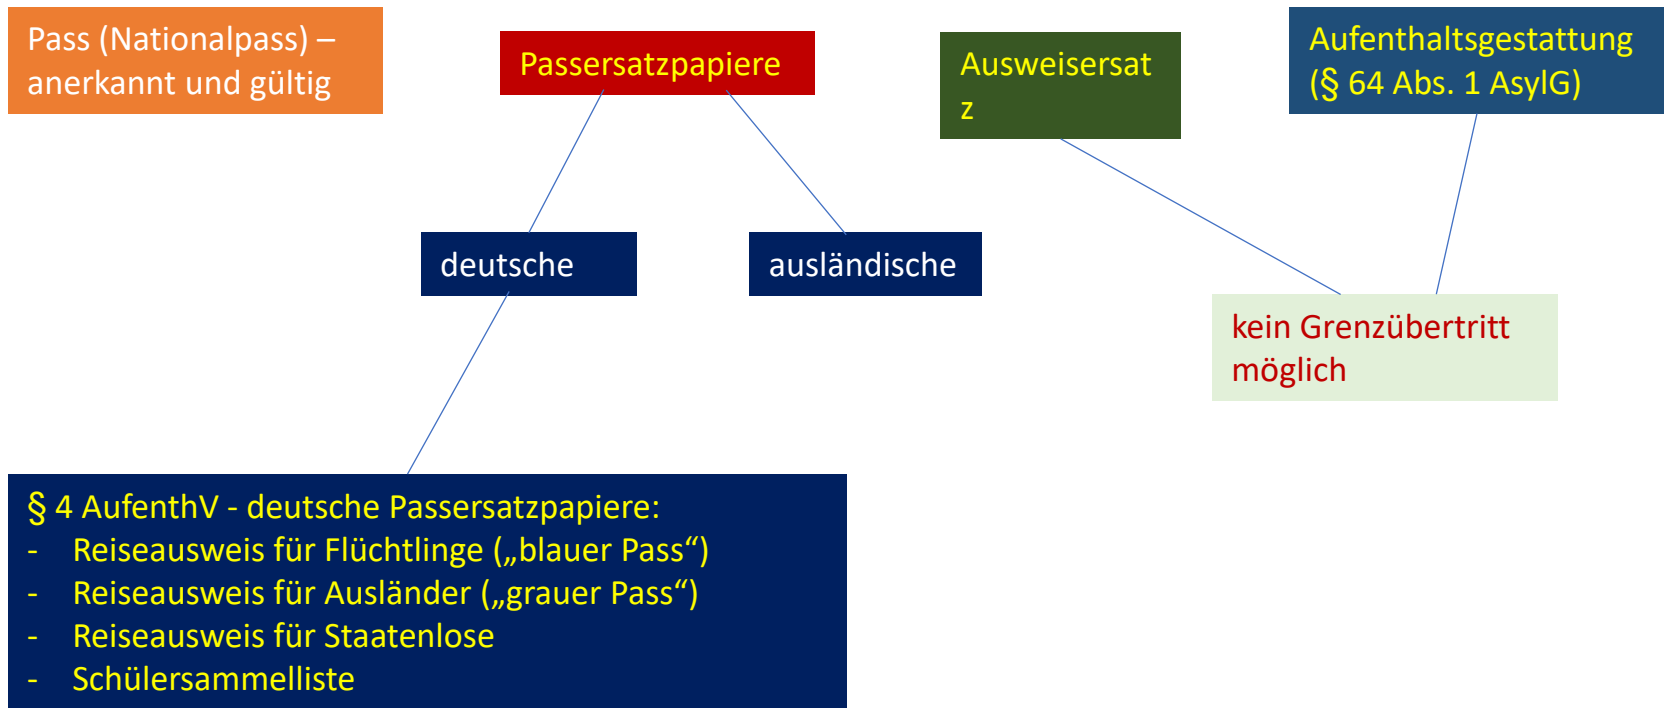 Pass (Nationalpass) –
anerkannt und gültig
Passersatzpapiere
Ausweisersat
z
Aufenthaltsgestattung
(§ 64 Abs. 1 AsylG)
deutsche
ausländische
kein Grenzübertritt
möglich
§ 4 AufenthV - deutsche Passersatzpapiere:
- Reiseausweis für Flüchtlinge („blauer Pass“)
- Reiseausweis für Ausländer („grauer Pass“)
- Reiseausweis für Staatenlose
- Schülersammelliste